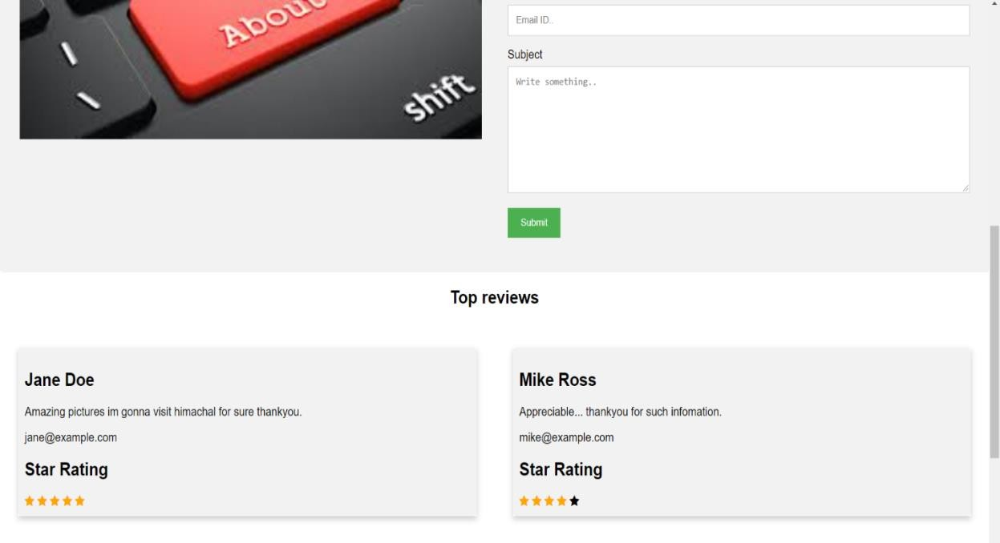 About
shift
Email ID..
Subject
Write something..
Submit
Top reviews
Jane Doe
Amazing pictures im gonna visit himachal for sure thankyou.
jane@example.com
Star Rating
Mike Ross
Appreciable... thankyou for such infomation.
mike@example.com
Star Rating